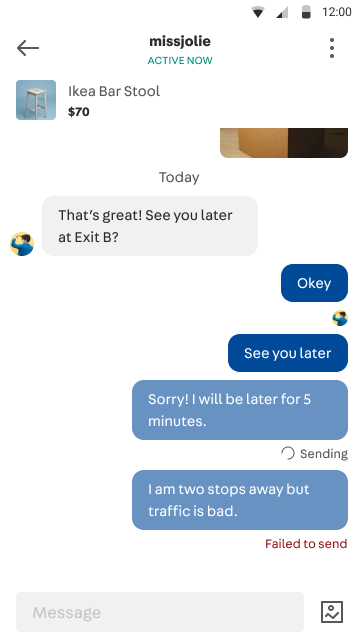 12:00
missjolie
ACTIVE NOW
Ikea Bar Stool
$70
Today
That's great! See you later
at Exit B?
Okey
See you later
Sorry! I will be later for 5
minutes.
Sending
I am two stops away but
traffic is bad.
Failed to send
Message